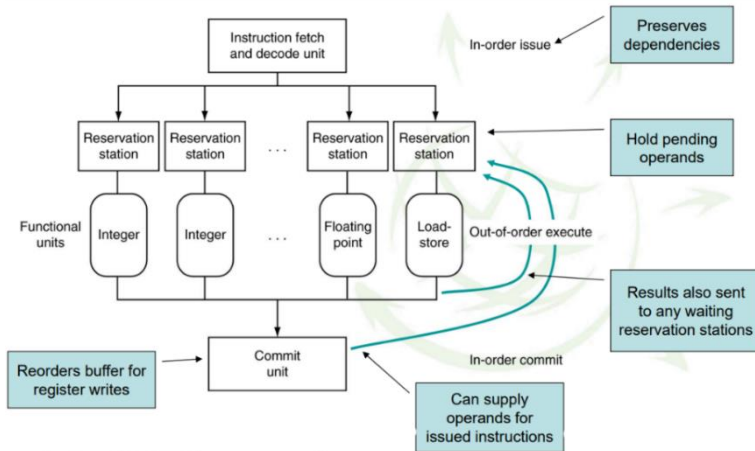 Instruction fetch
and decode unit
In-order issue
Preserves
dependencies
Reservation
station
Reservation
station
. . .
Reservation
station
Reservation
station
Hold pending
operands
Functional
units
Integer
Integer
. . .
Floating
point
Load-
store
Out-of-order execute
Results also sent
to any waiting
reservation stations
Reorders buffer for
register writes
Commit
unit
In-order commit
Can supply
operands for
issued instructions